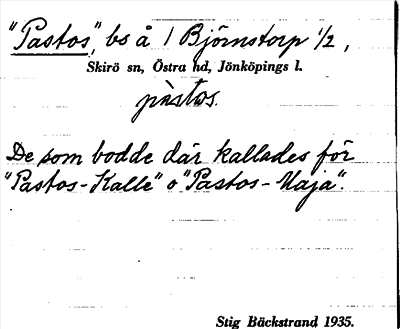 "Pastos", bs å 1 Björnstorp 1/2,
Skirö sn, Östra hd, Jönköpings l.
pàstos.
De som bodde där kallades för
"Pastos-Kalle" o "Pastos-Maja".
Stig Bäckstrand 1935.